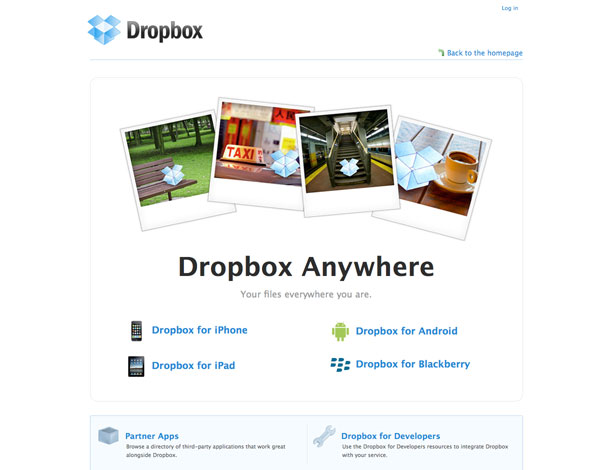 Log in
Dropbox
Back to the homepage
TAXI
Dropbox Anywhere
Your files everywhere you are.
Dropbox for iPhone
Dropbox for Android
Dropbox for iPad
Dropbox for Blackberry
Partner Apps
Browse a directory of third-party applications that work great
alongside Dropbox.
Dropbox for Developers
Use the Dropbox for Developers resources to integrate Dropbox
with your service.